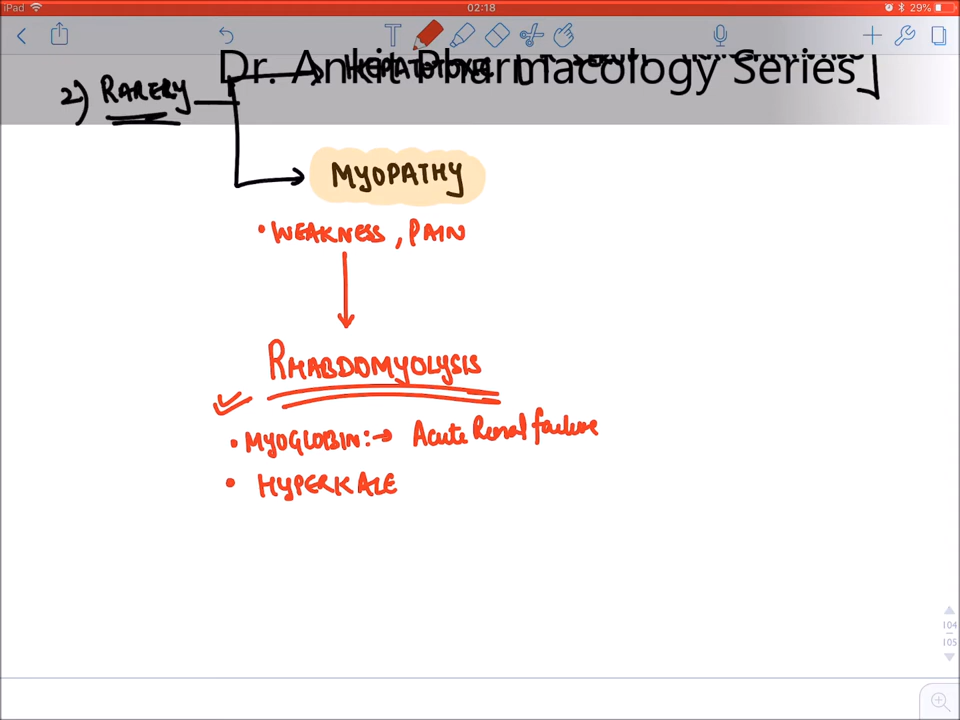 iPad 02:18 29%
T
Dr. Ankit Pharmacology Series
HEPATOTOXIC
2) RARELY
MYOPATHY
• WEAKNESS, PAIN
RHABDOMYOLYSIS
• MYOGLOBIN:→ Acute Renal failure
• HYPERKALE
104
105